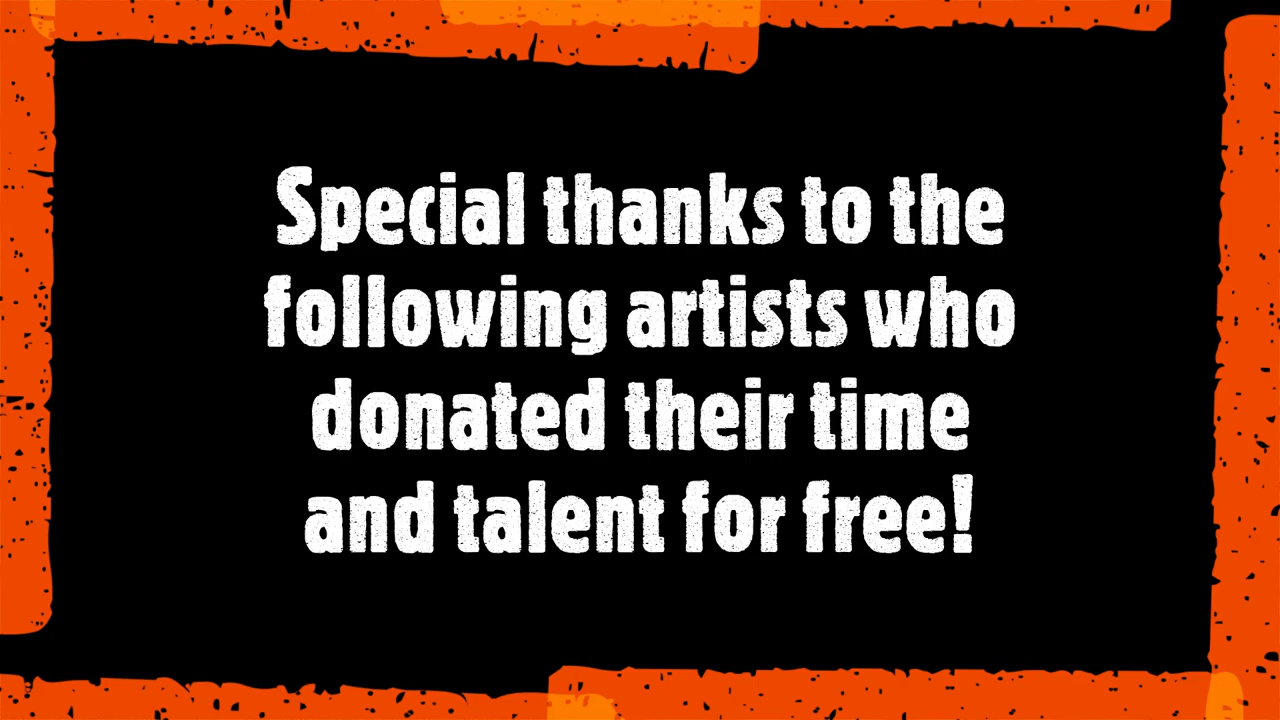 Special thanks to the
following artists who
donated their time
and talent for free!